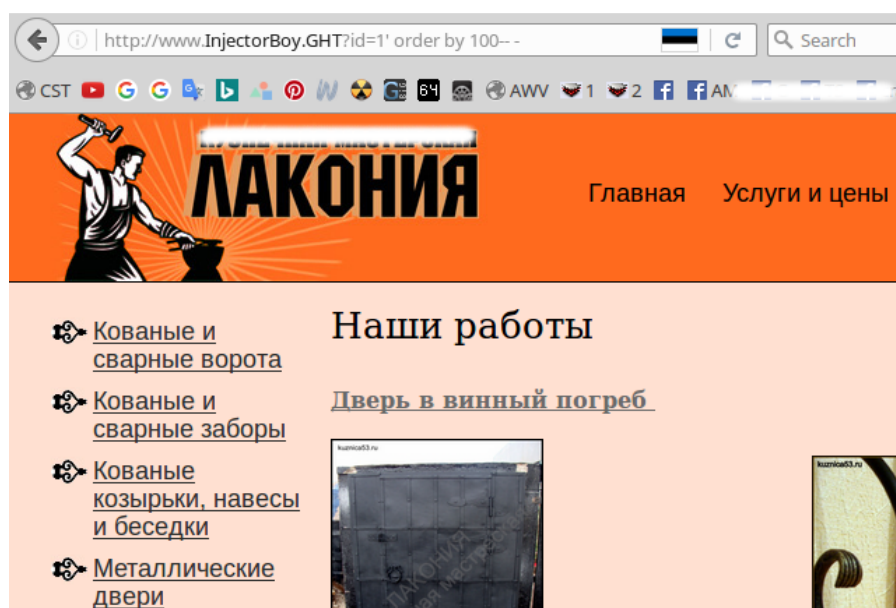 http://www.InjectorBoy.GHT?id=1' order by 100-- -
Search
CST
AWV
1
2
ЛАКОНИЯ
Главная
Услуги и цены
Кованые и
сварные ворота
Кованые и
сварные заборы
Кованые
козырьки, навесы
и беседки
Металлические
двери
Наши работы
Дверь в винный погреб
kuznica53.ru
ЛАКОНИЯ
kuznica53.ru